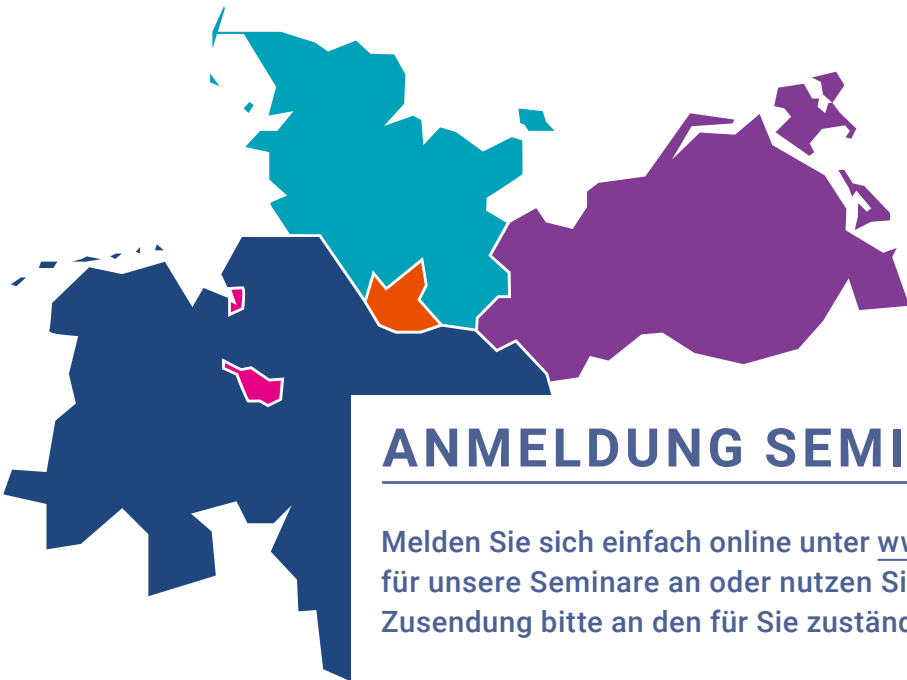 ANMELDUNG SEMI
Melden Sie sich einfach online unter
für unsere Seminare an oder nutzen Si
Zusendung bitte an den für Sie zuständ